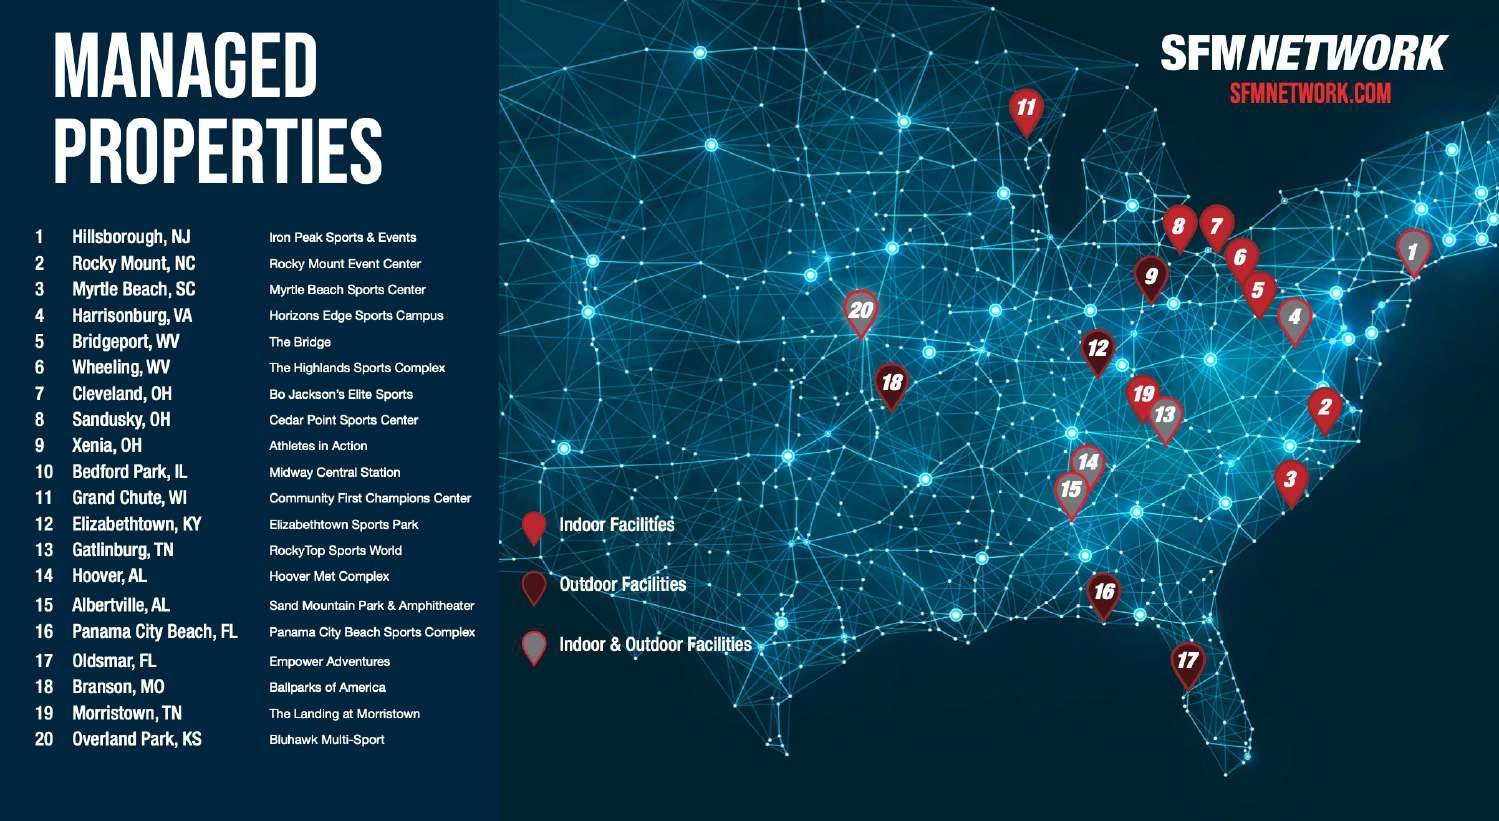 MANAGED
PROPERTIES
1 Hillsborough, NJ Iron Peak Sports & Events
2 Rocky Mount, NC Rocky Mount Event Center
3 Myrtle Beach, SC Myrtle Beach Sports Center
4 Harrisonburg, VA Horizons Edge Sports Campus
5 Bridgeport, WV The Bridge
6 Wheeling, WV The Highlands Sports Complex
7 Cleveland, OH Bo Jackson's Elite Sports
8 Sandusky, OH Cedar Point Sports Center
9 Xenia, OH Athletes in Action
10 Bedford Park, IL Midway Central Station
11 Grand Chute, WI Community First Champions Center
12 Elizabethtown, KY Elizabethtown Sports Park
13 Gatlinburg, TN RockyTop Sports World
14 Hoover, AL Hoover Met Complex
15 Albertville, AL Sand Mountain Park & Amphitheater
16 Panama City Beach, FL Panama City Beach Sports Complex
17 Oldsmar, FL Empower Adventures
18 Branson, MO Ballparks of America
19 Morristown, TN The Landing at Morristown
20 Overland Park, KS Bluhawk Multi-Sport
SFMNETWORK
SFMNETWORK.COM
11
8
7
6
1
9
5
20
4
12
18
19
2
13
14
15
3
16
17
Indoor Facilities
Outdoor Facilities
Indoor & Outdoor Facilities